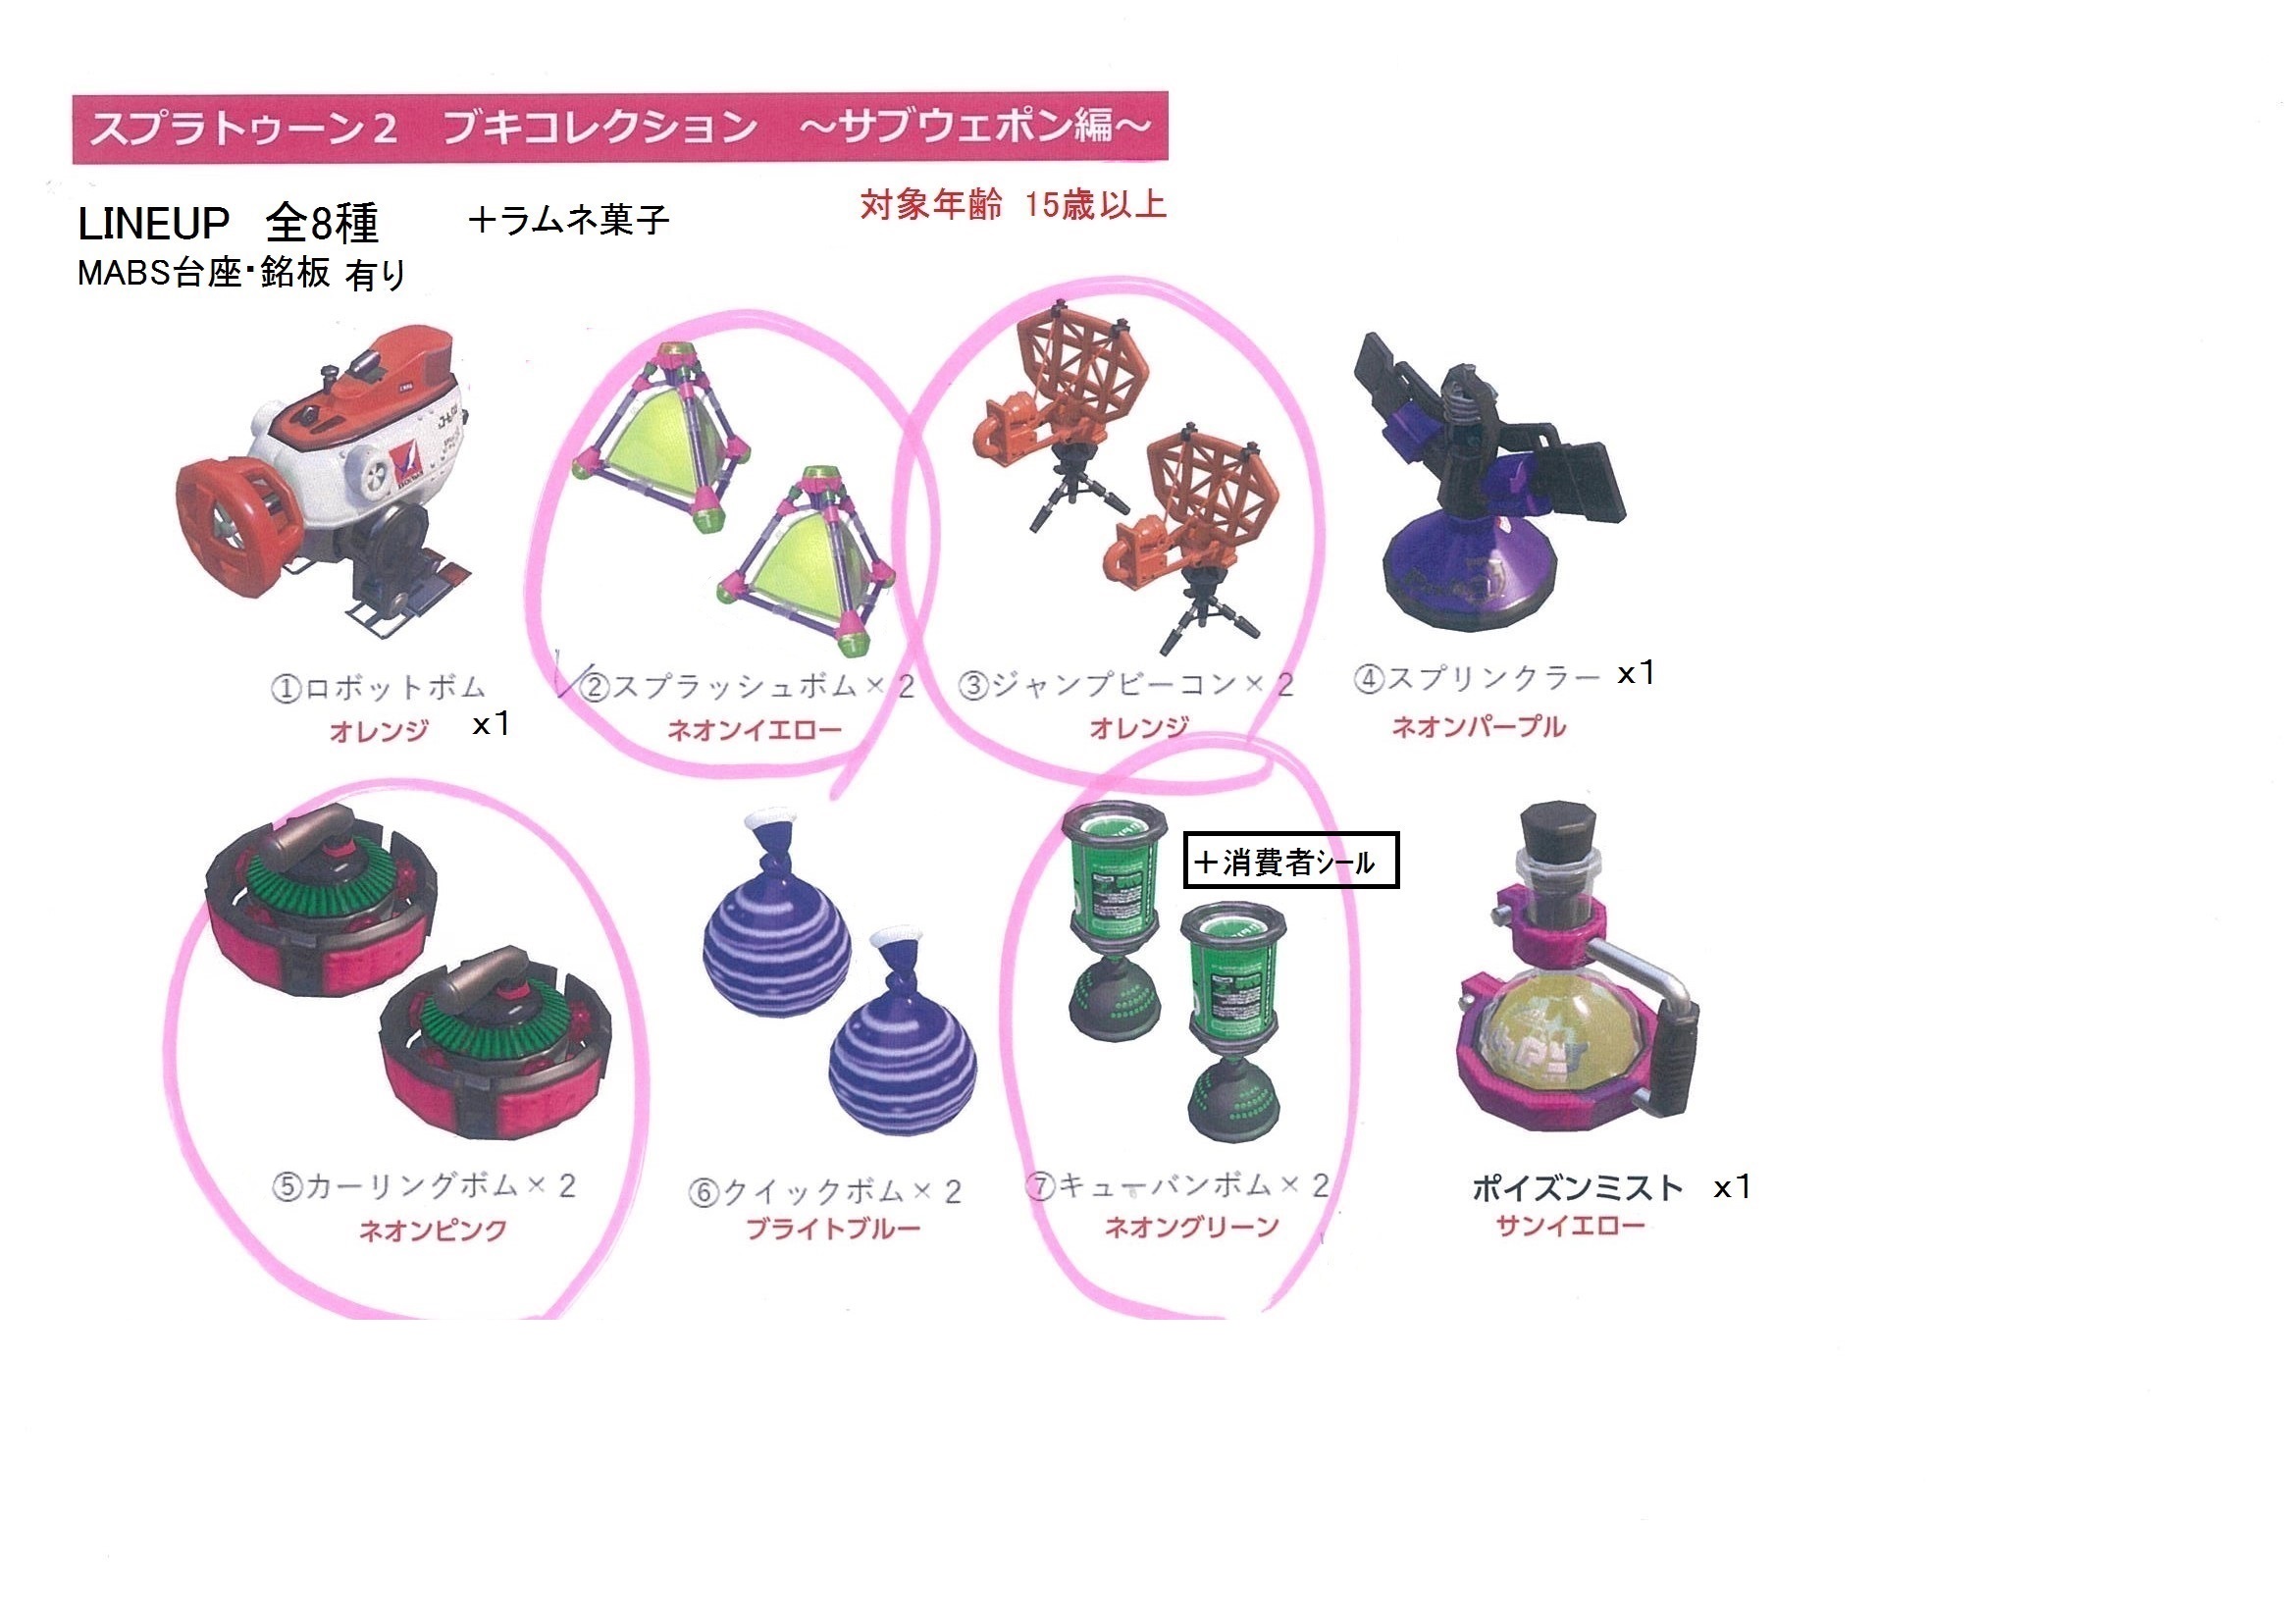 スプラトゥーン２　ブキコレクション　～サブウェポン編～
LINEUP　全8種　＋ラムネ菓子　対象年齢 15歳以上
MABS台座・銘板 有り
①ロボットボム x1
オレンジ
②スプラッシュボム×２
ネオンイエロー
③ジャンプビーコン×２
オレンジ
④スプリンクラー x1
ネオンパープル
＋消費者ｼｰﾙ
⑤カーリングボム×２
ネオンピンク
⑥クイックボム×２
ブライトブルー
⑦キューバンボム×２
ネオングリーン
ポイズンミスト x1
サンイエロー